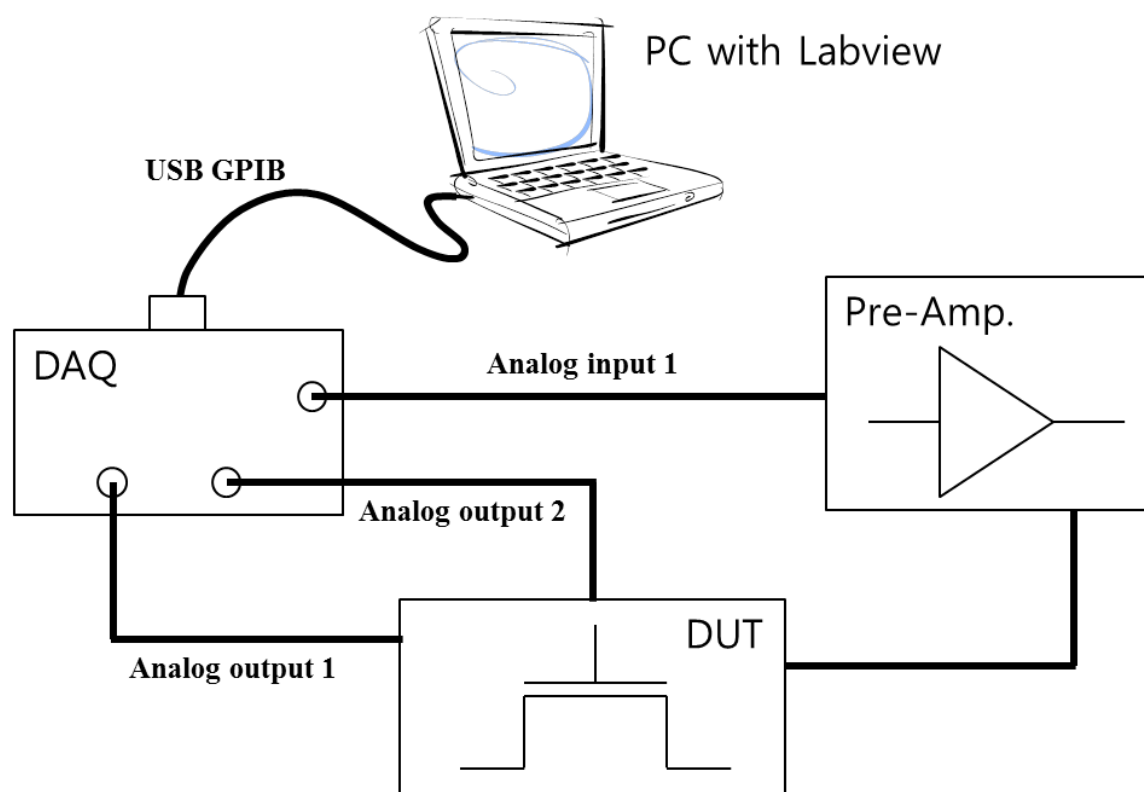 PC with Labview
USB GPIB
Pre-Amp.
DAQ
Analog input 1
Analog output 2
DUT
Analog output 1